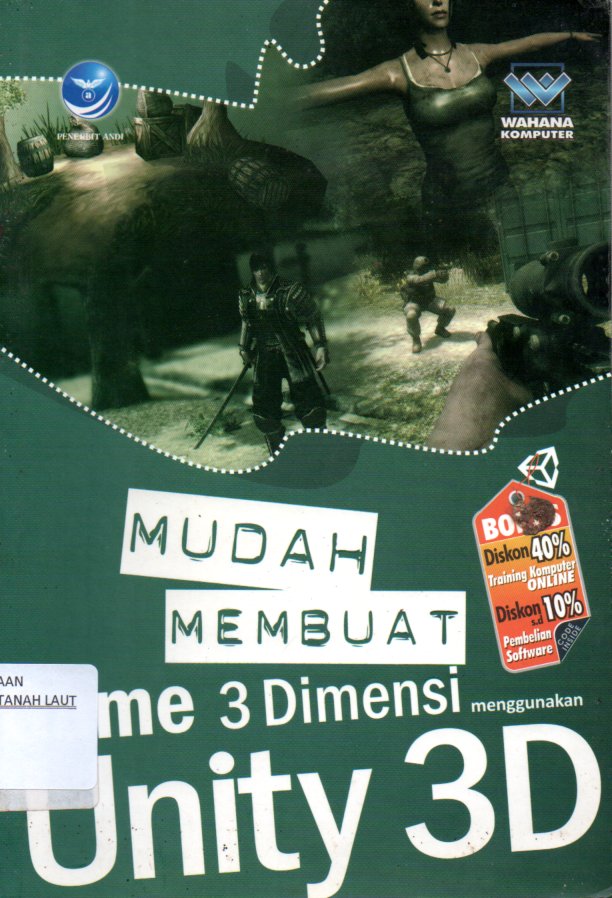 a
PENERBIT ANDI
WAHANA
KOMPUTER
MUDAH
MEMBUAT
BO S
Diskon 40%
Training Komputer
ONLINE
Diskon s.d 10%
Pembelian
Software
CODE
INSIDE
AAN
TANAH LAUT
me 3 Dimensi menggunakan
Unity 3D